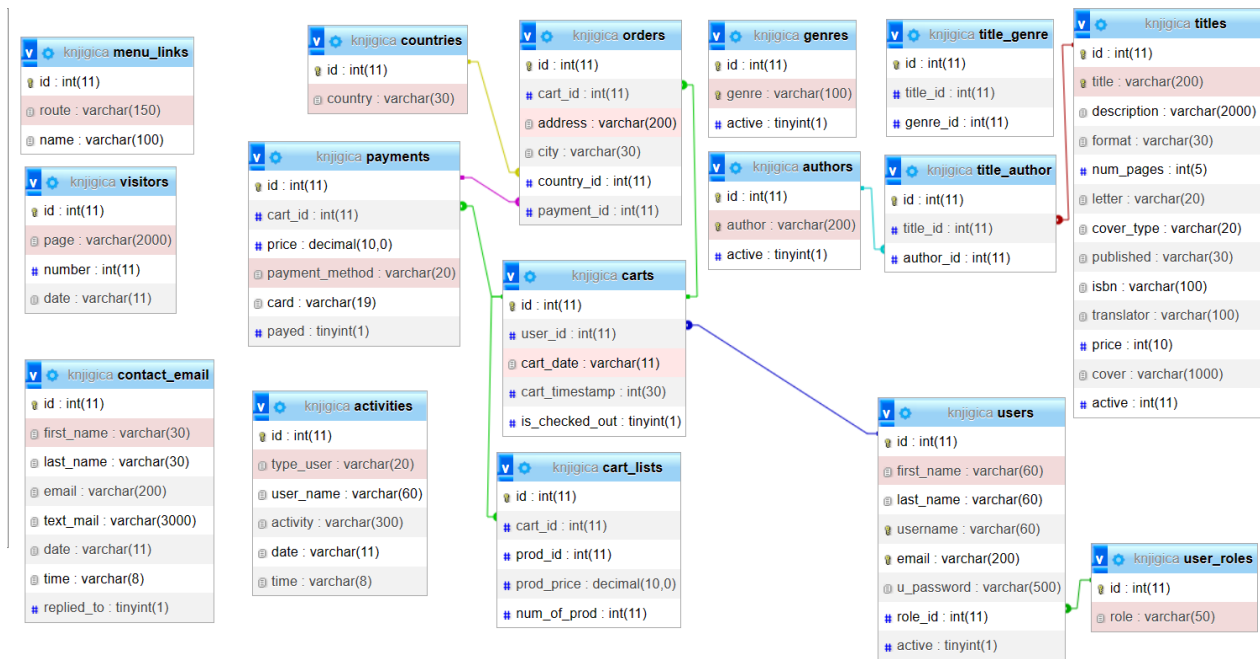 knjigica menu_links
id : int(11)
route : varchar(150)
name : varchar(100)
knjigica visitors
id : int(11)
page : varchar(2000)
number : int(11)
date : varchar(11)
knjigica contact_email
id : int(11)
first_name : varchar(30)
last_name : varchar(30)
email : varchar(200)
text_mail : varchar(3000)
date : varchar(11)
time : varchar(8)
replied_to : tinyint(1)
knjigica countries
id : int(11)
country : varchar(30)
knjigica payments
id : int(11)
cart_id : int(11)
price : decimal(10,0)
payment_method : varchar(20)
card : varchar(19)
payed : tinyint(1)
knjigica activities
id : int(11)
type_user : varchar(20)
user_name : varchar(60)
activity : varchar(300)
date : varchar(11)
time : varchar(8)
knjigica orders
id : int(11)
cart_id : int(11)
address : varchar(200)
city : varchar(30)
country_id : int(11)
payment_id : int(11)
knjigica carts
id : int(11)
user_id : int(11)
cart_date : varchar(11)
cart_timestamp : int(30)
is_checked_out : tinyint(1)
knjigica cart_lists
id : int(11)
cart_id : int(11)
prod_id : int(11)
prod_price : decimal(10,0)
num_of_prod : int(11)
knjigica genres
id : int(11)
genre : varchar(100)
active : tinyint(1)
knjigica authors
id : int(11)
author : varchar(200)
active : tinyint(1)
knjigica title_genre
id : int(11)
title_id : int(11)
genre_id : int(11)
knjigica title_author
id : int(11)
title_id : int(11)
author_id : int(11)
knjigica titles
id : int(11)
title : varchar(200)
description : varchar(2000)
format : varchar(30)
num_pages : int(5)
letter : varchar(20)
cover_type : varchar(20)
published : varchar(30)
isbn : varchar(100)
translator : varchar(100)
price : int(10)
cover : varchar(1000)
active : int(11)
knjigica users
id : int(11)
first_name : varchar(60)
last_name : varchar(60)
username : varchar(60)
email : varchar(200)
u_password : varchar(500)
role_id : int(11)
active : tinyint(1)
knjigica user_roles
id : int(11)
role : varchar(50)